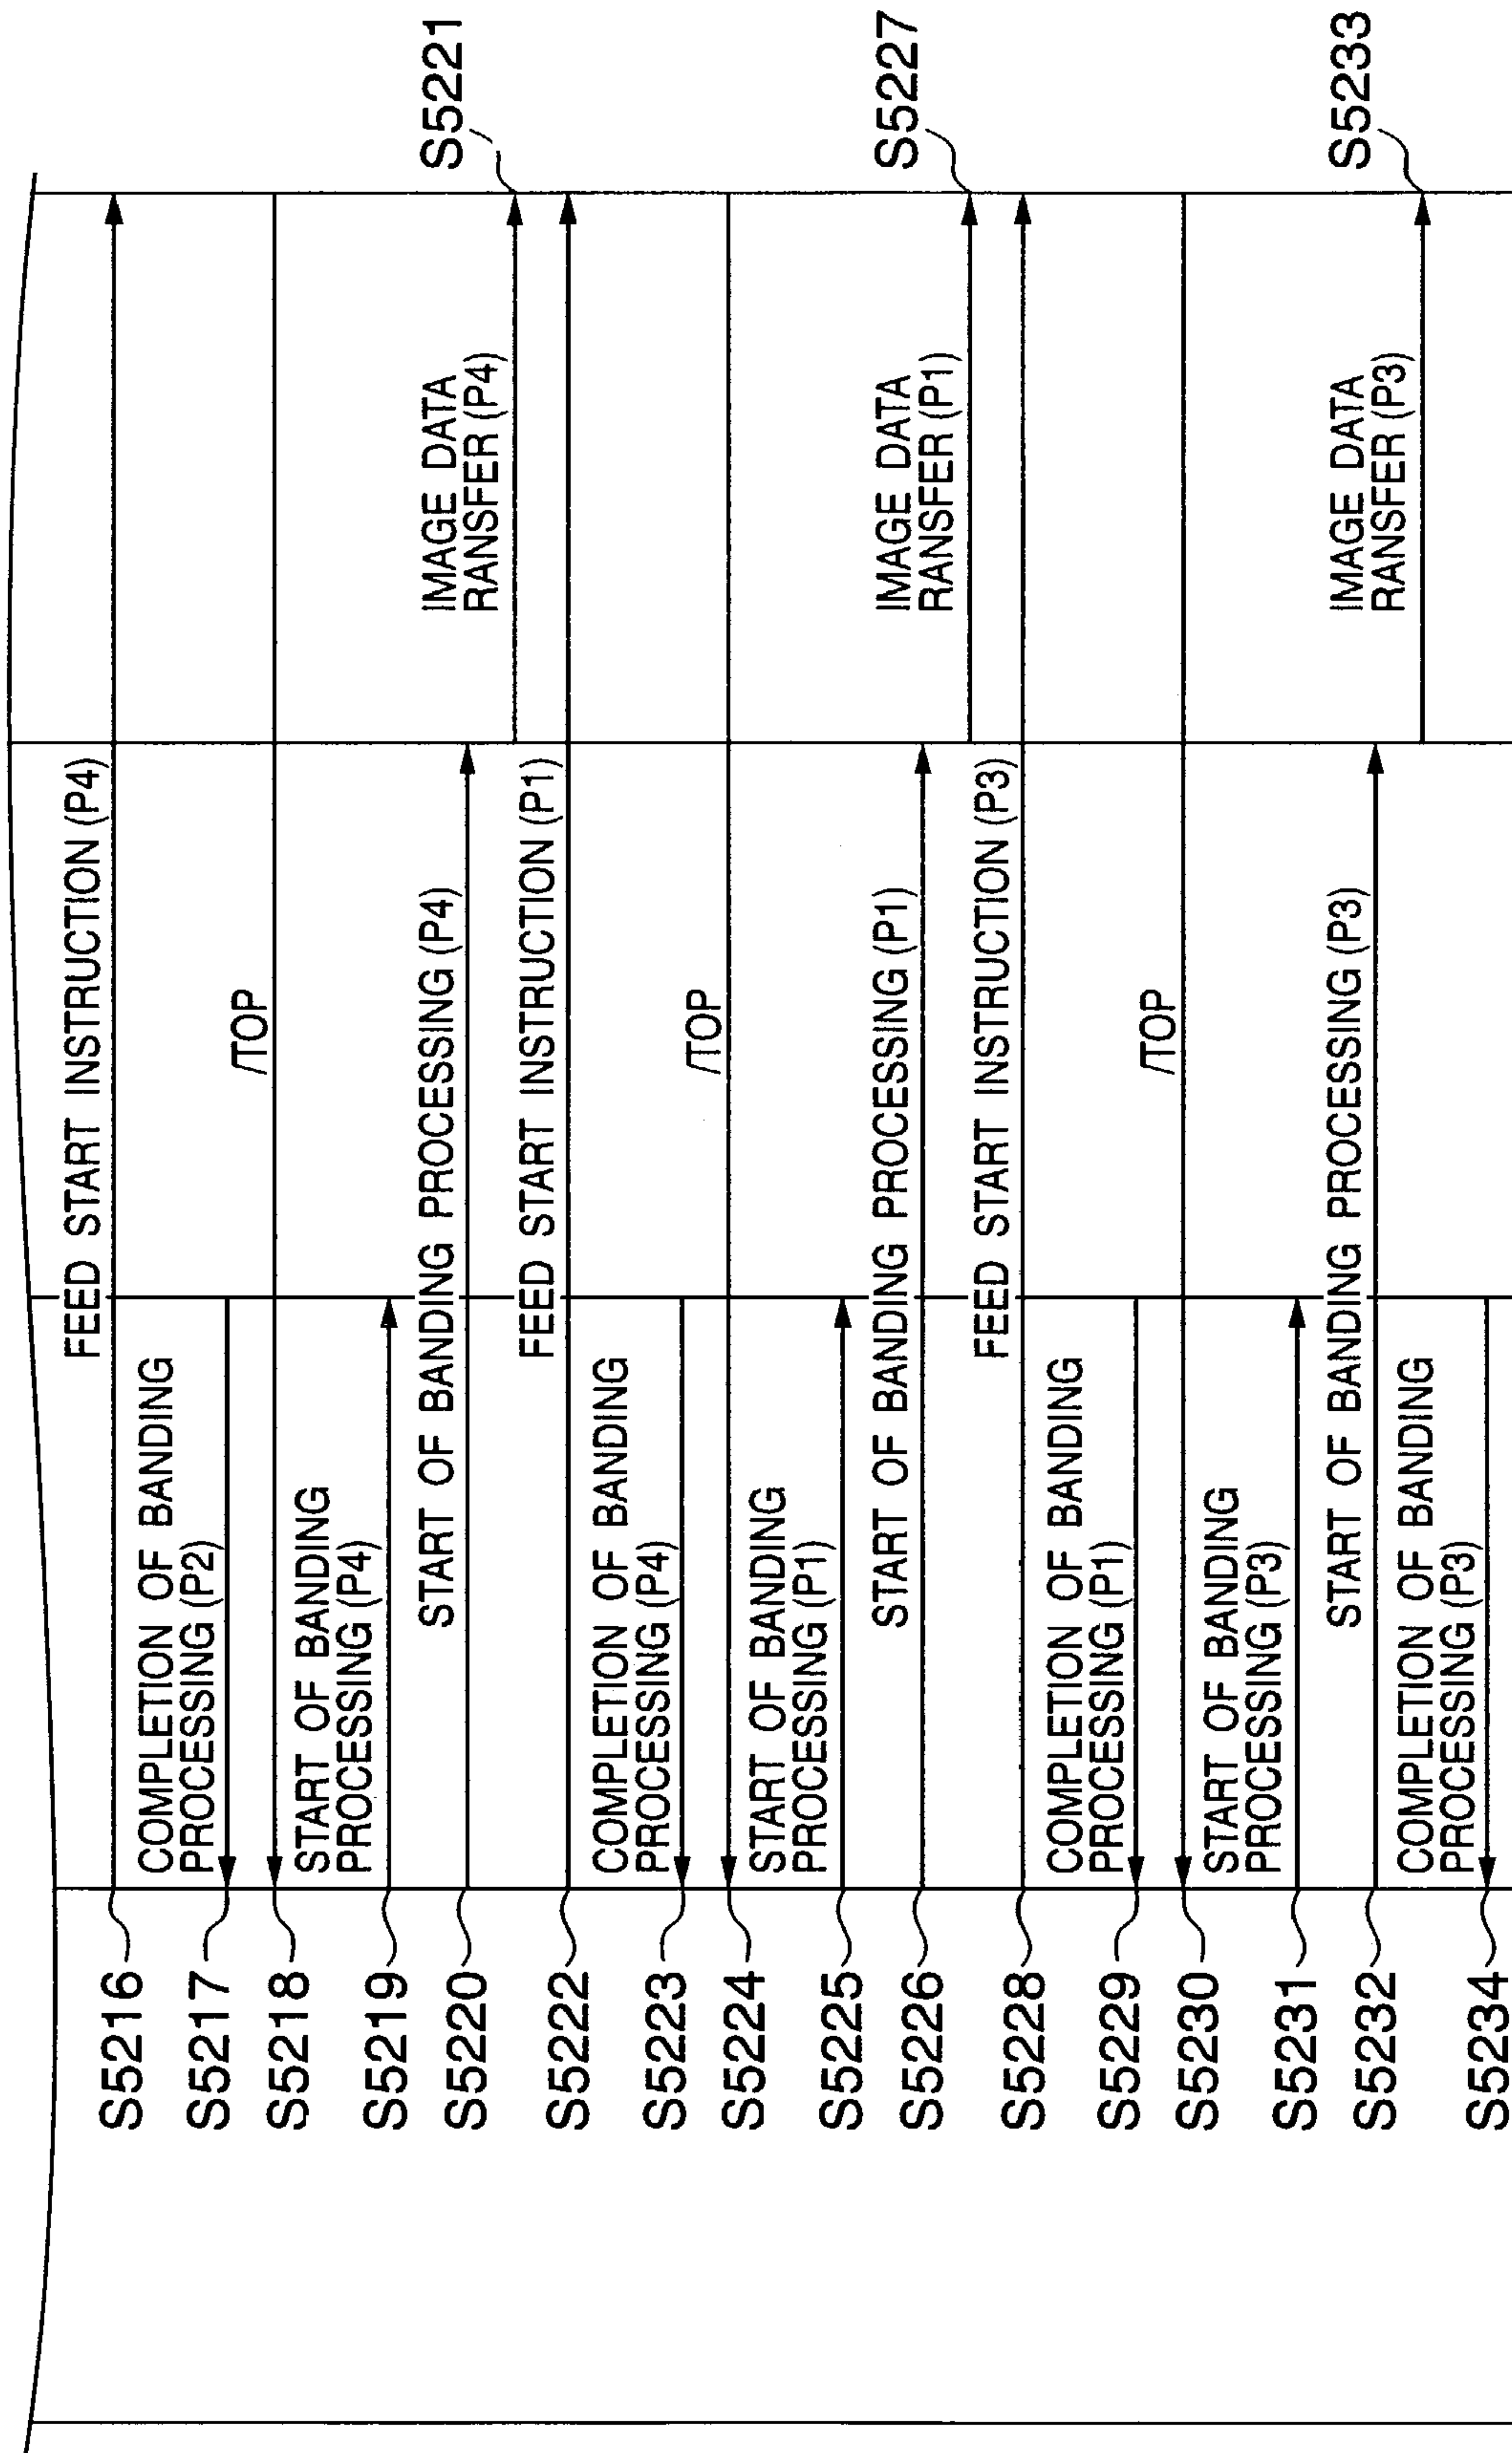 S5216
FEED START INSTRUCTION (P4)
COMPLETION OF BANDING
PROCESSING (P2)
S5217
/TOP
S5218
START OF BANDING
PROCESSING (P4)
S5219
START OF BANDING PROCESSING (P4)
S5220
IMAGE DATA
RANSFER (P4)
S5221
FEED START INSTRUCTION (P1)
S5222
COMPLETION OF BANDING
PROCESSING (P4)
S5223
/TOP
S5224
START OF BANDING
PROCESSING (P1)
S5225
START OF BANDING PROCESSING (P1)
S5226
IMAGE DATA
RANSFER (P1)
S5227
FEED START INSTRUCTION (P3)
S5228
COMPLETION OF BANDING
PROCESSING (P1)
S5229
/TOP
S5230
START OF BANDING
PROCESSING (P3)
S5231
START OF BANDING PROCESSING (P3)
S5232
IMAGE DATA
RANSFER (P3)
S5233
COMPLETION OF BANDING
PROCESSING (P3)
S5234